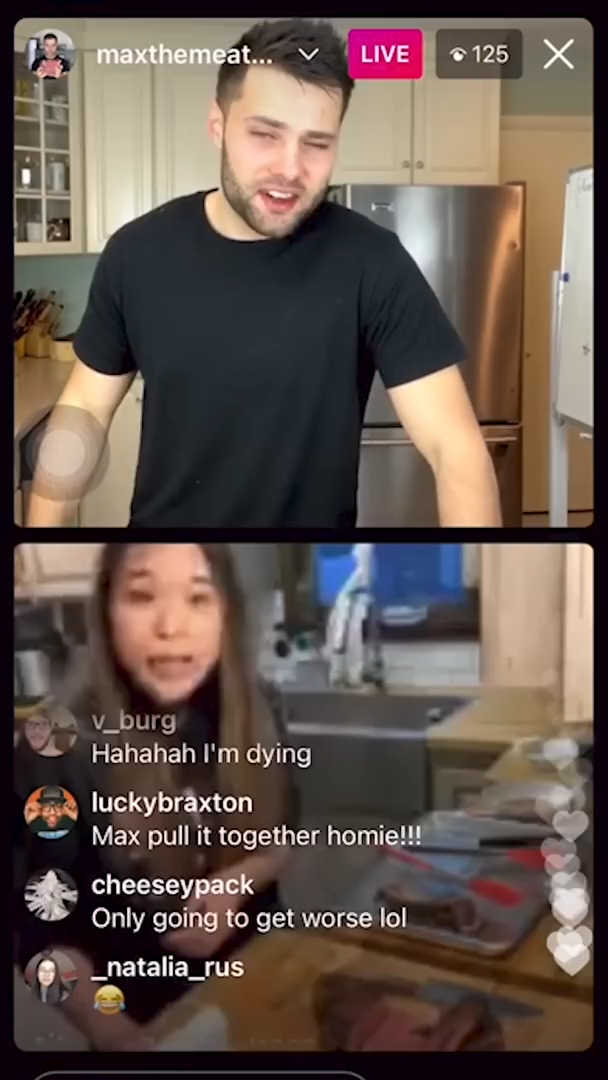 maxthemeat...
LIVE
125
v_burg
Hahahah I'm dying
luckybraxton
Max pull it together homie!!!
cheeseypack
Only going to get worse lol
_natalia_rus
😂